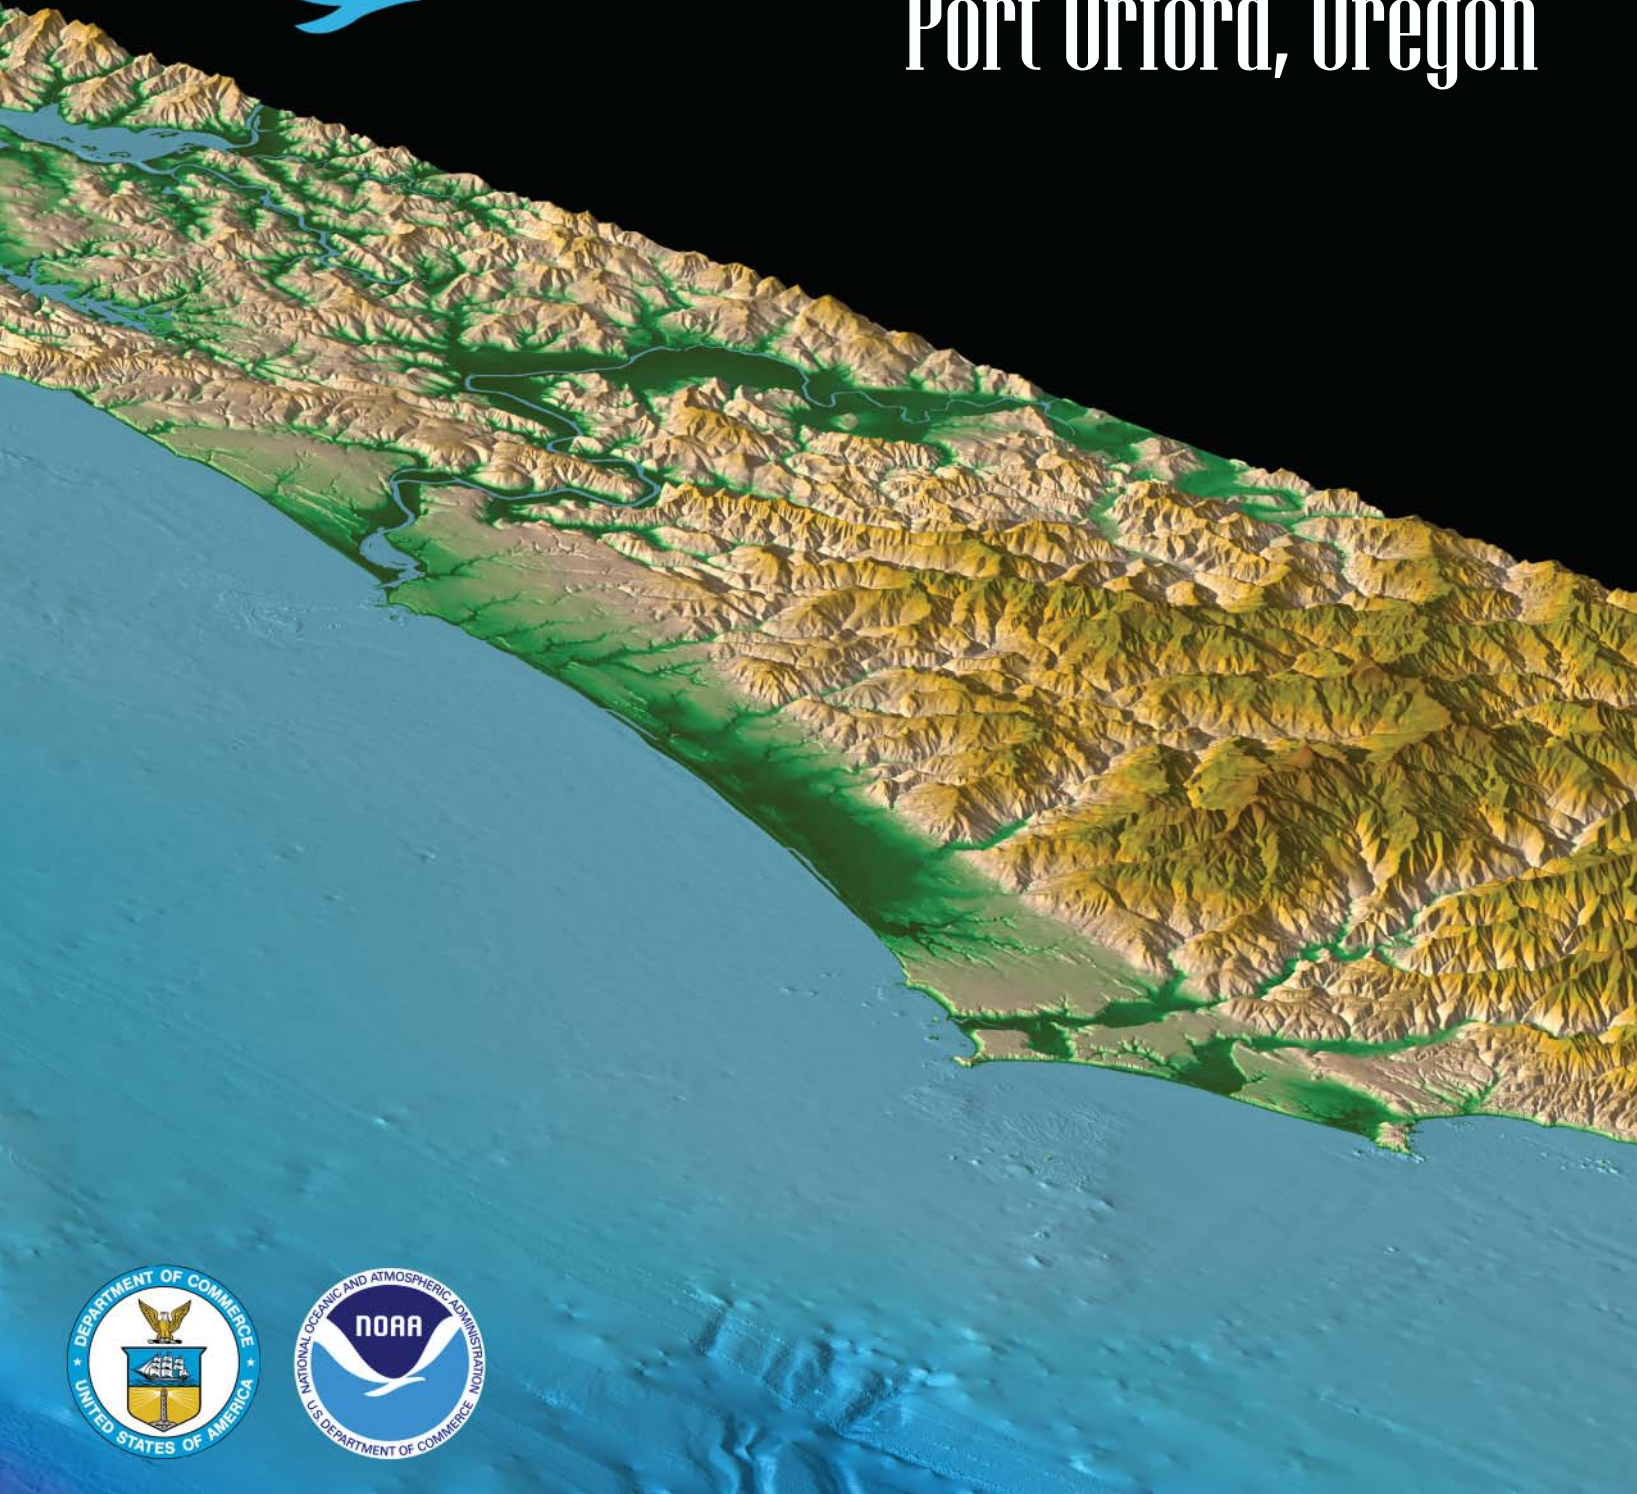 Port Orford, Oregon
DEPARTMENT OF COMMERCE
UNITED STATES OF AMERICA
NATIONAL OCEANIC AND ATMOSPHERIC ADMINISTRATION
NOAA
U.S. DEPARTMENT OF COMMERCE